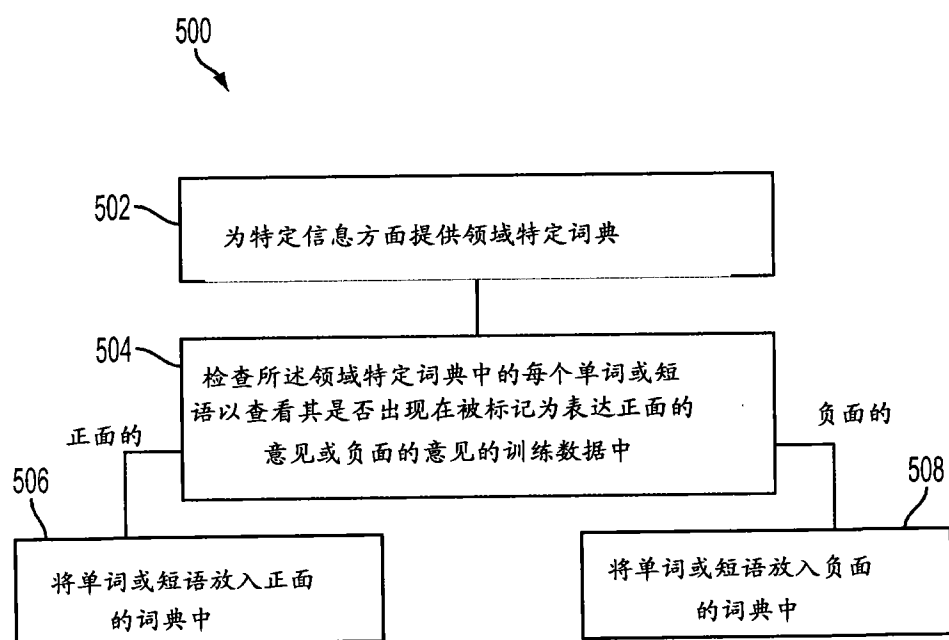 500
502
为特定信息方面提供领域特定词典
504
检查所述领域特定词典中的每个单词或短
语以查看其是否出现在被标记为表达正面的
意见或负面的意见的训练数据中
正面的
负面的
506
508
将单词或短语放入正面
的词典中
将单词或短语放入负面
的词典中